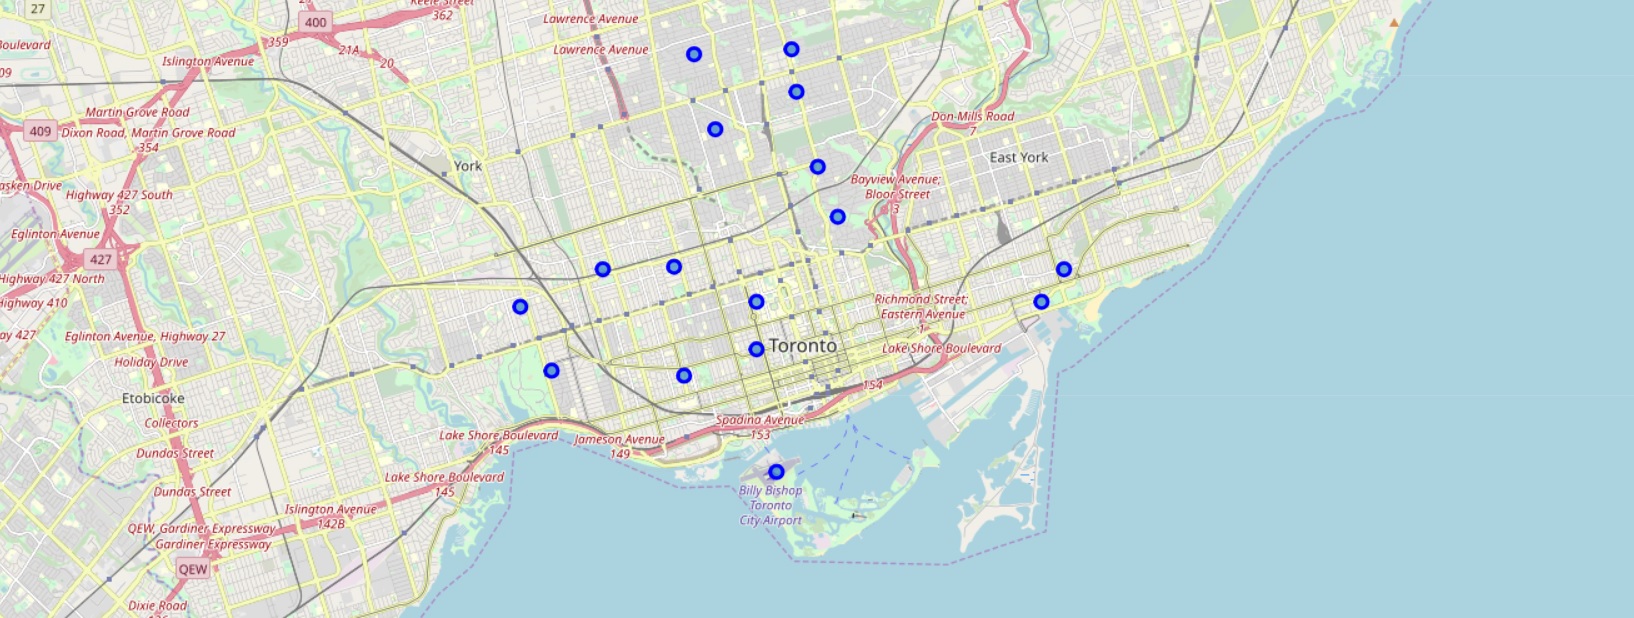 27
400
Keele Street
362
Lawrence Avenue
359
21A
20
Lawrence Avenue
Boulevard
Islington Avenue
09
Martin Grove Road
409
Dixon Road, Martin Grove Road
354
Don Mills Road
7
York
East York
asken Drive
Highway 427 South
352
Bayview Avenue;
Bloor Street
3
Eglinton Avenue
427
Highway 427 North
Highway 410
ay 427
Eglinton Avenue, Highway 27
Richmond Street;
Eastern Avenue
1
Toronto
Lake Shore Boulevard
Holiday Drive
154
Etobicoke
Collectors
Spadina Avenue
153
Lake Shore Boulevard
145
Jameson Avenue
149
Dundas Street
Lake Shore Boulevard
145
Dundas Street
Billy Bishop
Toronto
City Airport
Islington Avenue
142B
QEW, Gardiner Expressway
Gardiner Expressway
QEW
Dixie Road